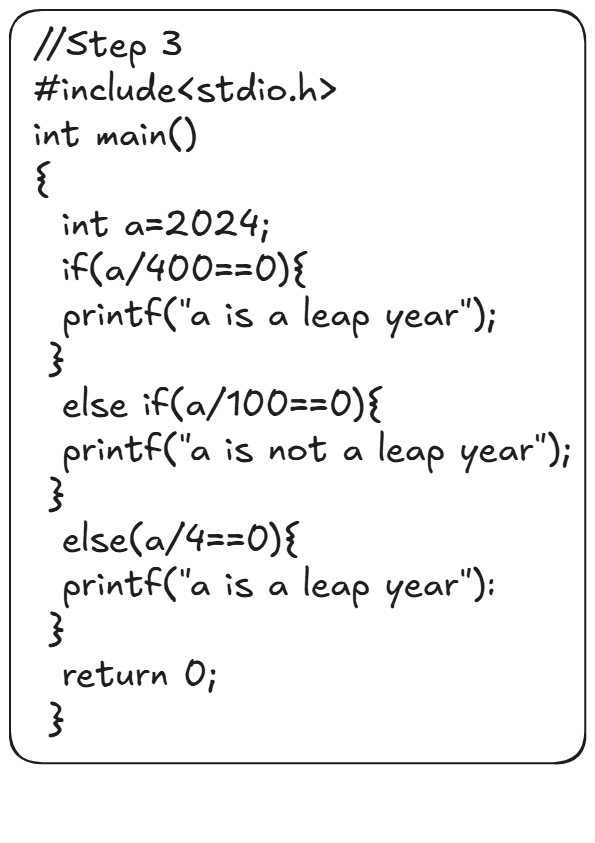 //Step 3
#include<stdio.h>
int main()
{
int a=2024;
if(a/400==0){
printf("a is a leap year");
}
else if(a/100==0){
printf("a is not a leap year");
}
else(a/4==0){
printf("a is a leap year"):
}
return 0;
}